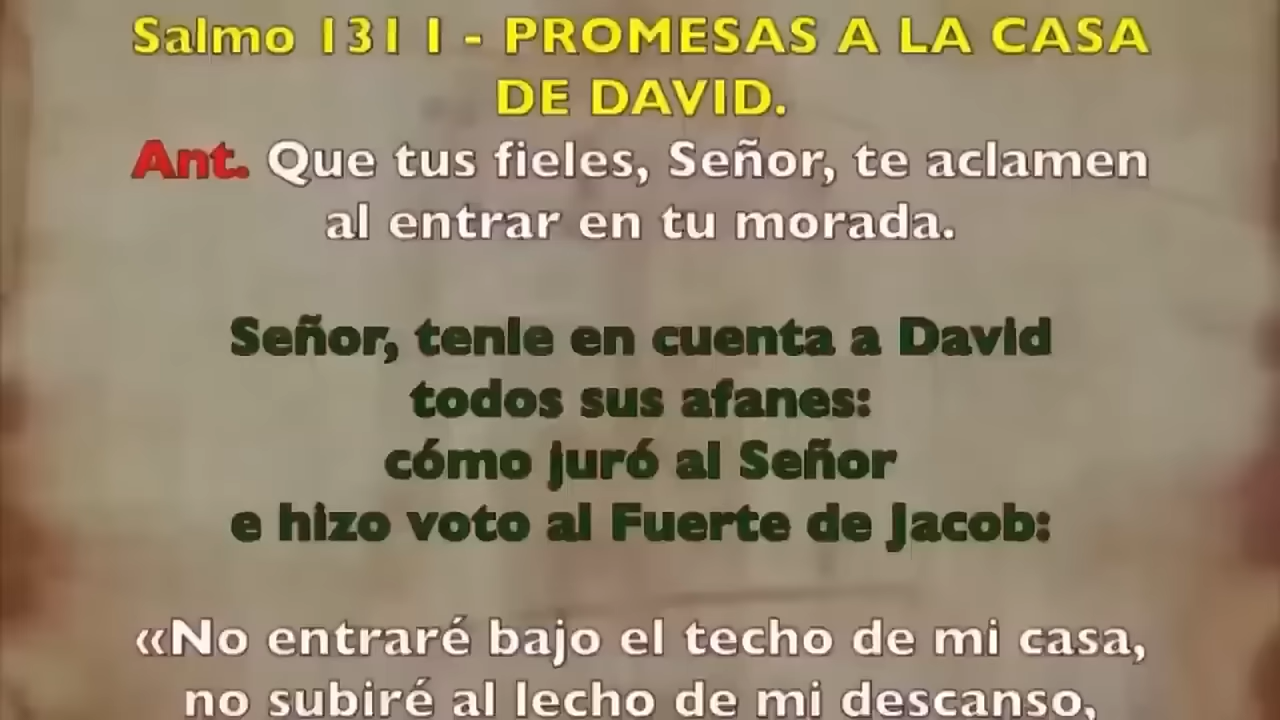 Salmo 131 I - PROMESAS A LA CASA
DE DAVID.
Ant. Que tus fieles, Señor, te aclamen
al entrar en tu morada.
Señor, tenle en cuenta a David
todos sus afanes:
cómo juró al Señor
e hizo voto al Fuerte de Jacob:
«No entraré bajo el techo de mi casa,
no subiré al lecho de mi descanso,